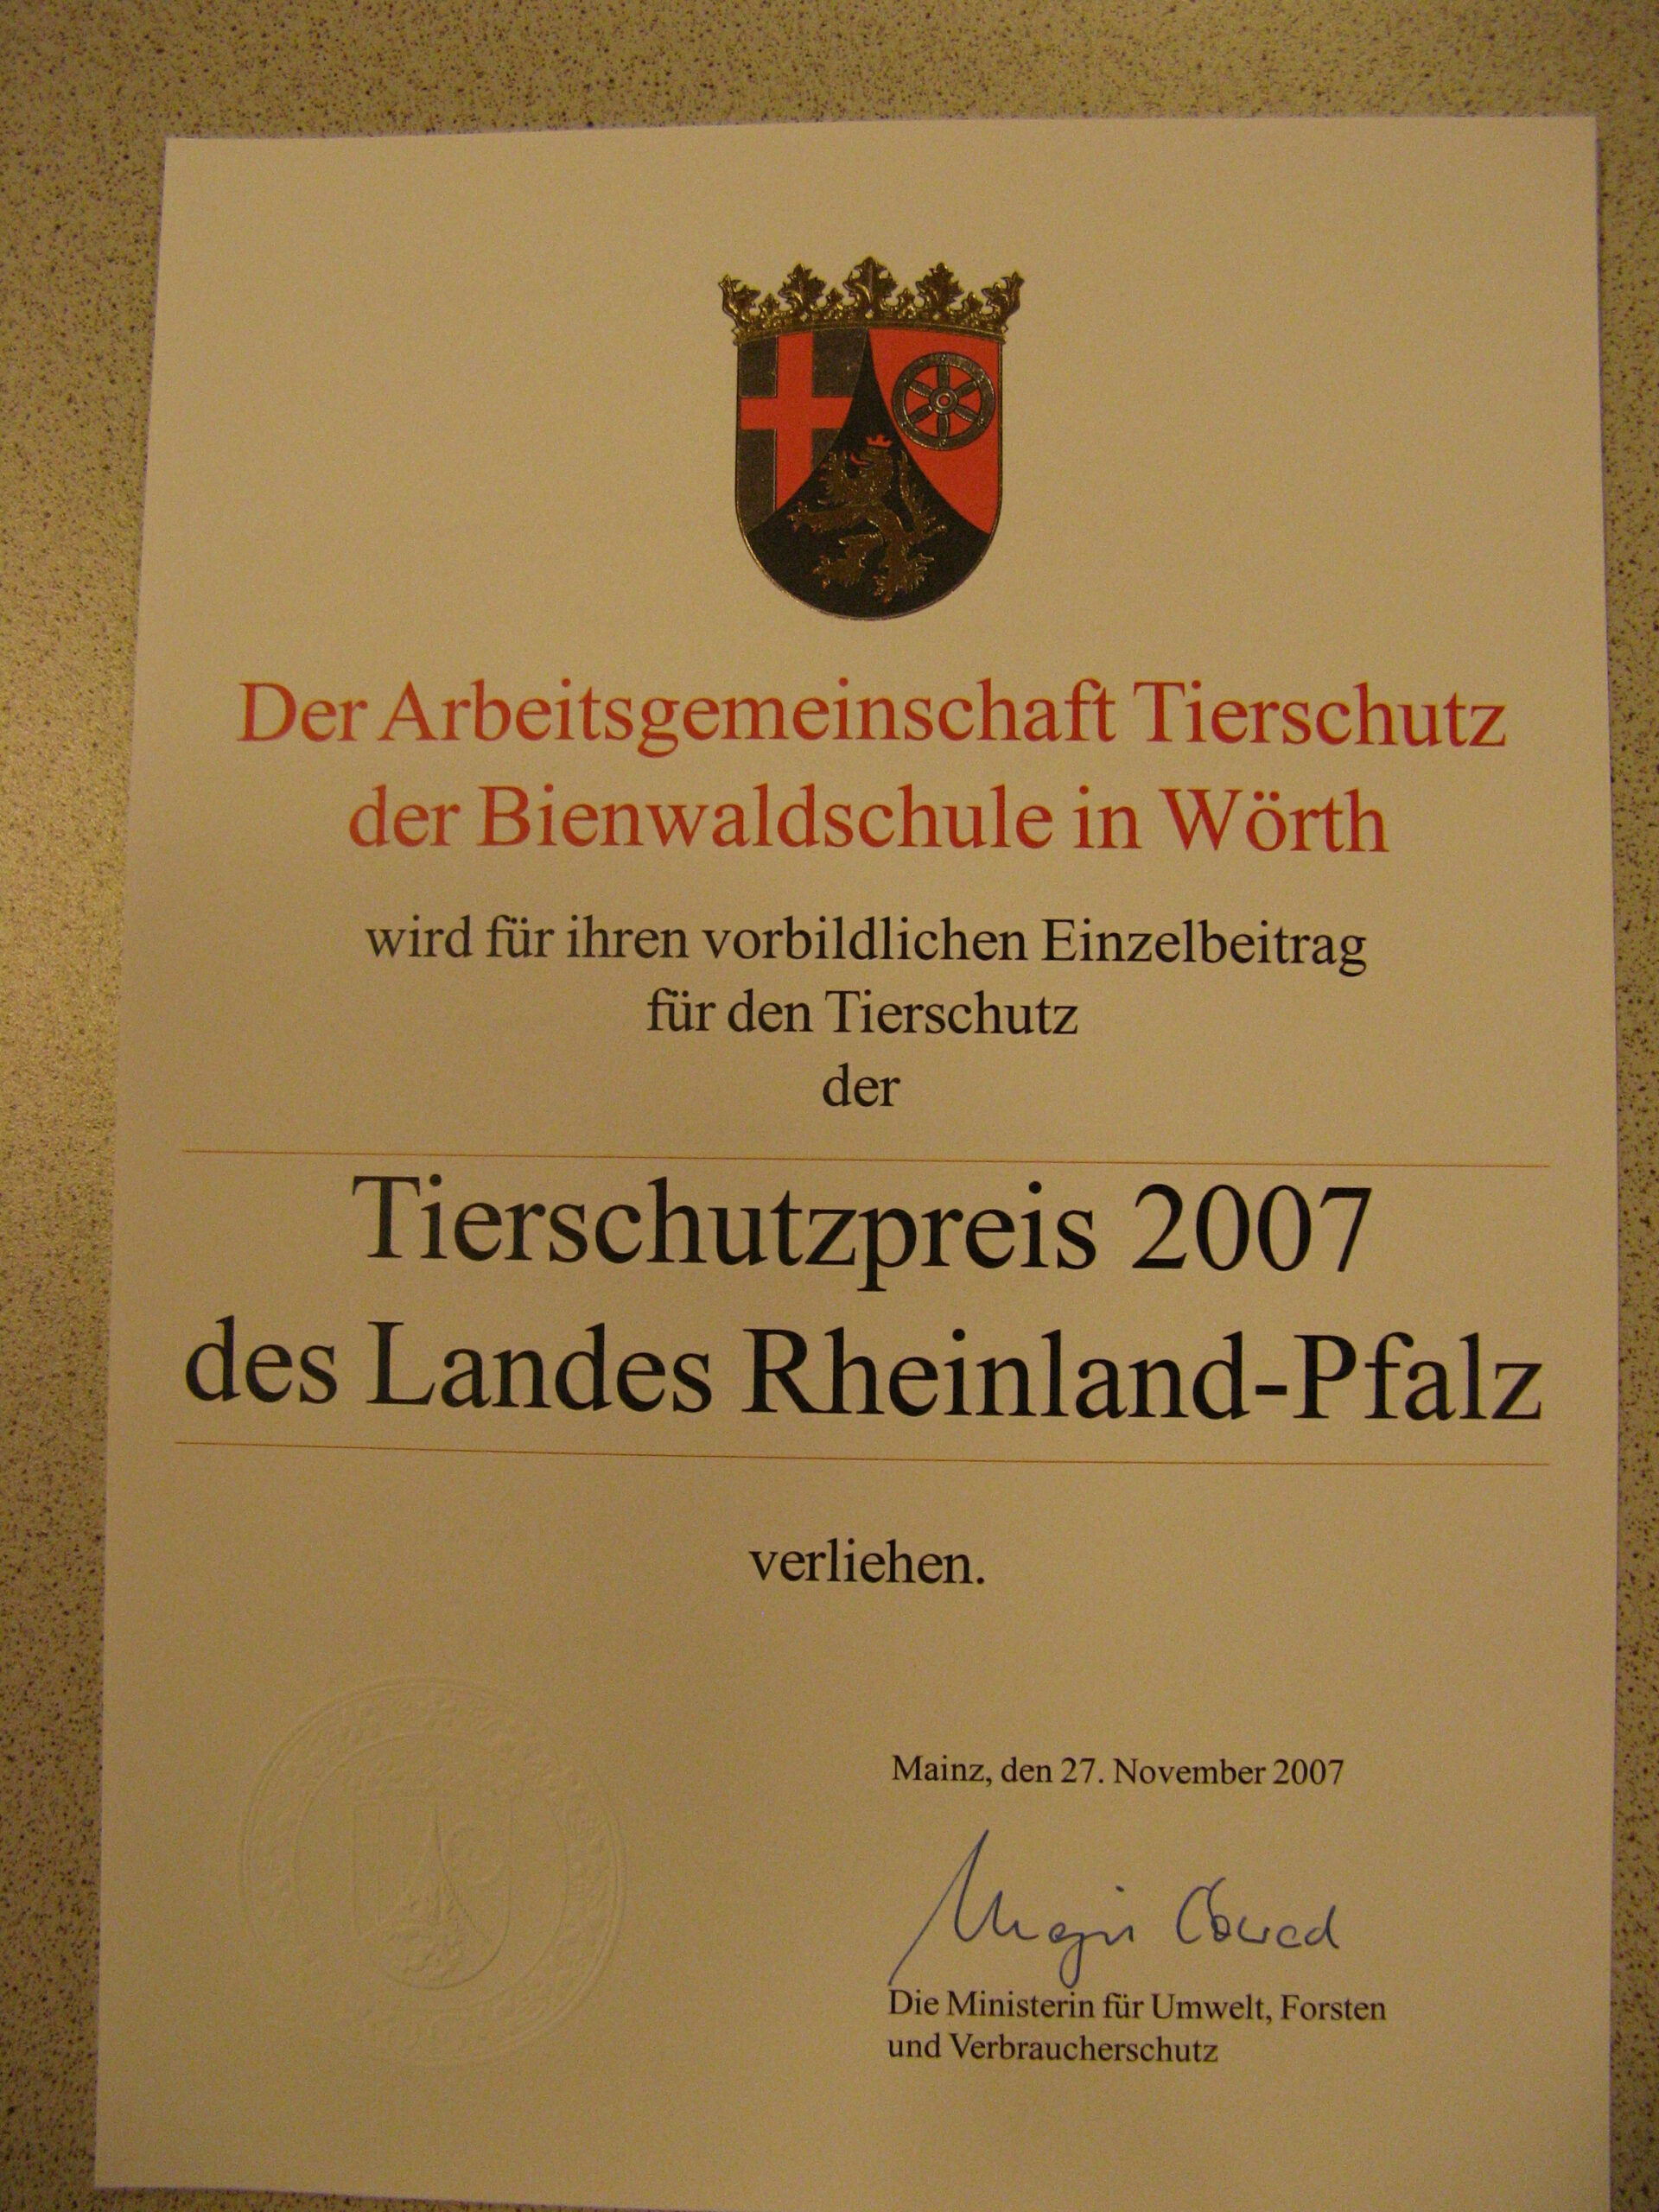 Der Arbeitsgemeinschaft Tierschutz
der Bienwaldschule in Wörth
wird für ihren vorbildlichen Einzelbeitrag
für den Tierschutz
der
Tierschutzpreis 2007
des Landes Rheinland-Pfalz
verliehen.
Mainz, den 27. November 2007
Die Ministerin für Umwelt, Forsten
und Verbraucherschutz